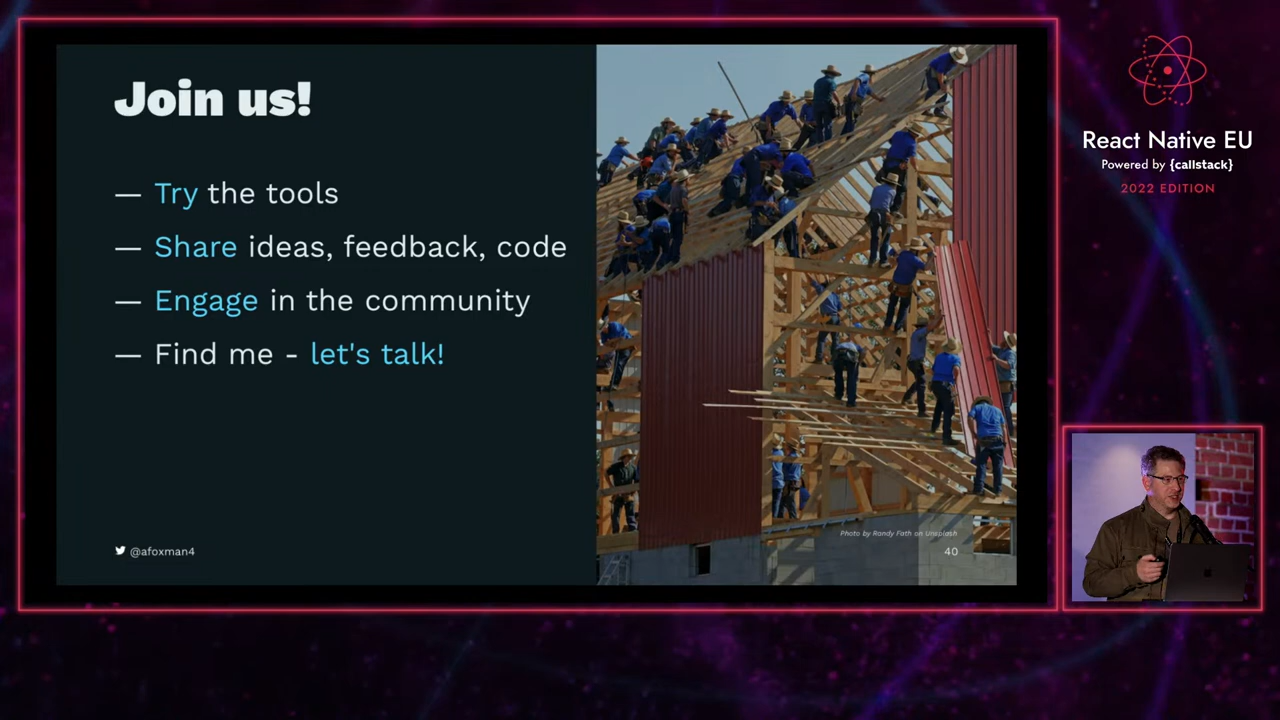 Join us!
— Try the tools
— Share ideas, feedback, code
— Engage in the community
— Find me - let's talk!
@afoxman4
Photo by Randy Fath on Unsplash
40
React Native EU
Powered by {callstack}
2022 EDITION